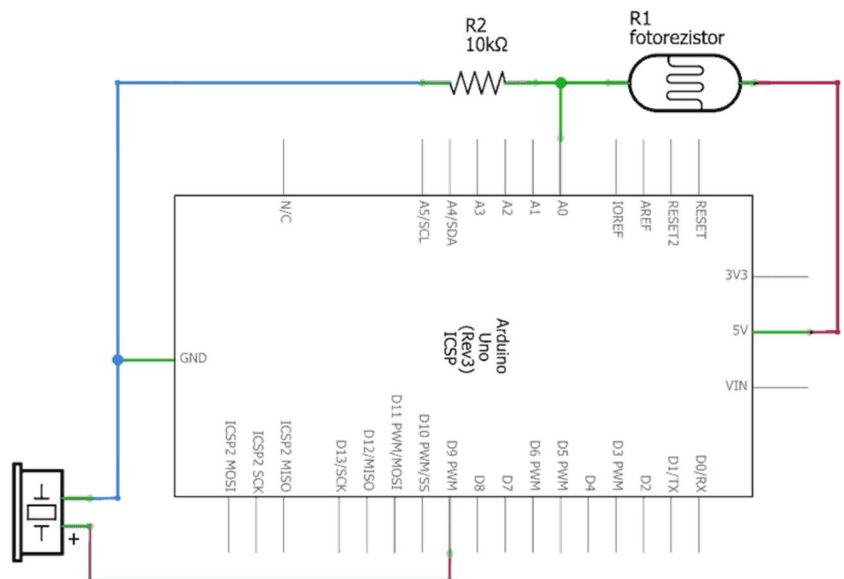 R2
10kΩ
R1
fotorezistor
N/C
A5/SCL
A4/SDA
A3
A2
A1
A0
IOREF
AREF
RESET2
RESET
3V3
5V
VIN
GND
Arduino
Uno
(Rev3)
ICSP
ICSP2 MOSI
ICSP2 SCK
ICSP2 MISO
D13/SCK
D12/MISO
D11 PWM/MOSI
D10 PWM/SS
D9 PWM
D8
D7
D6 PWM
D5 PWM
D4
D3 PWM
D2
D1/TX
D0/RX
+